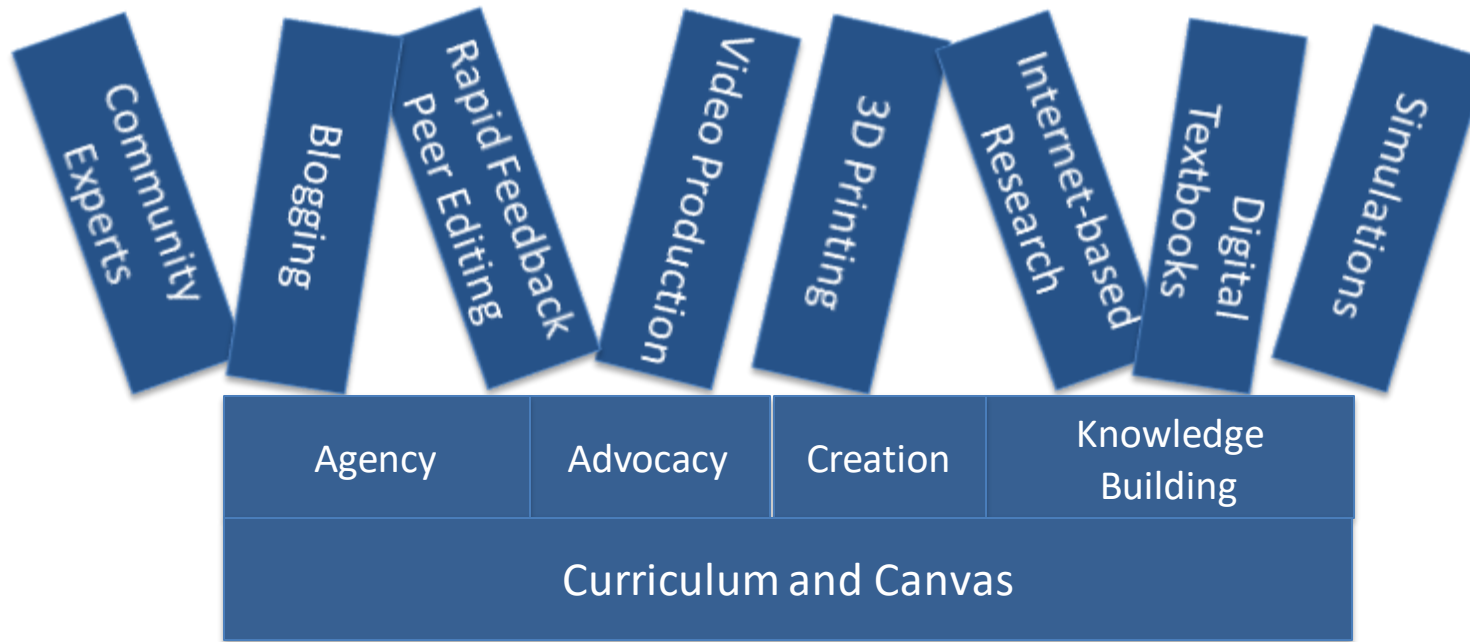 Community
Experts
Blogging
Rapid Feedback
Peer Editing
Video Production
3D Printing
Internet-based
Research
Digital
Textbooks
Simulations
Agency
Advocacy
Creation
Knowledge
Building
Curriculum and Canvas